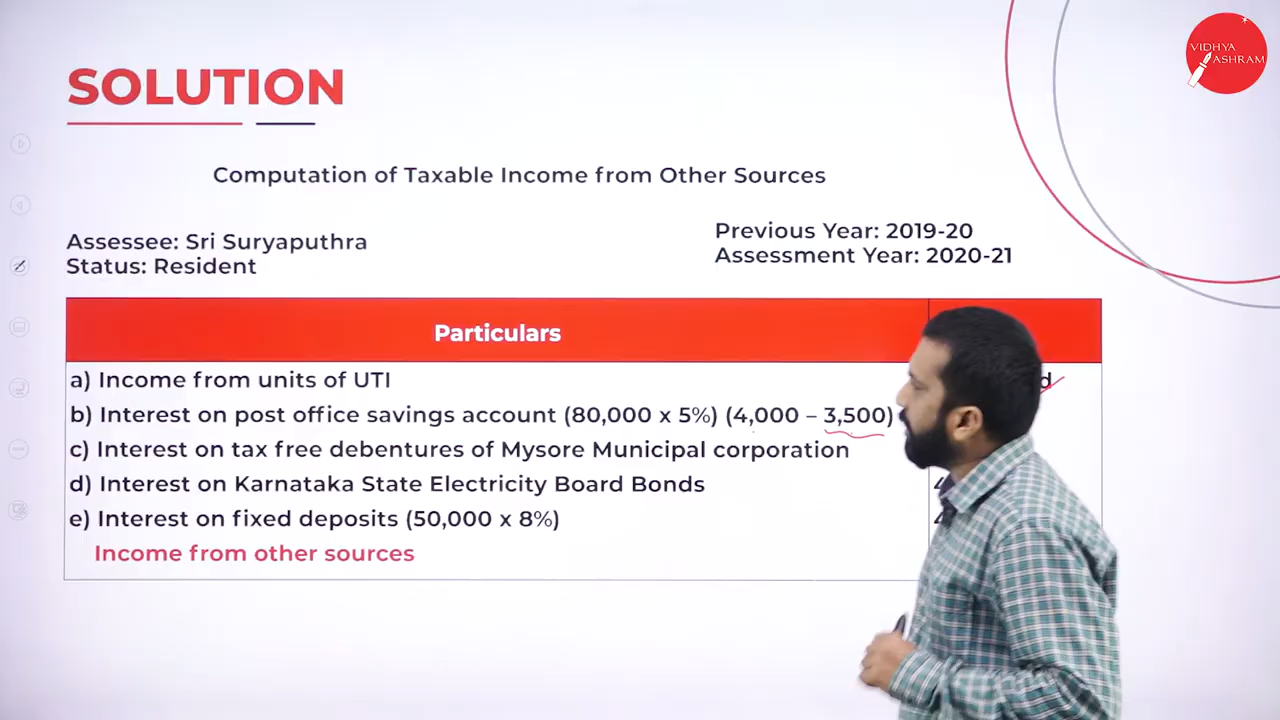 VIDHYA
ASHRAM
SOLUTION
Computation of Taxable Income from Other Sources
Assessee: Sri Suryaputhra
Status: Resident
Previous Year: 2019-20
Assessment Year: 2020-21
Particulars
a) Income from units of UTI
b) Interest on post office savings account (80,000 x 5%) (4,000 – 3,500)
c) Interest on tax free debentures of Mysore Municipal corporation
d) Interest on Karnataka State Electricity Board Bonds
e) Interest on fixed deposits (50,000 x 8%)
Income from other sources